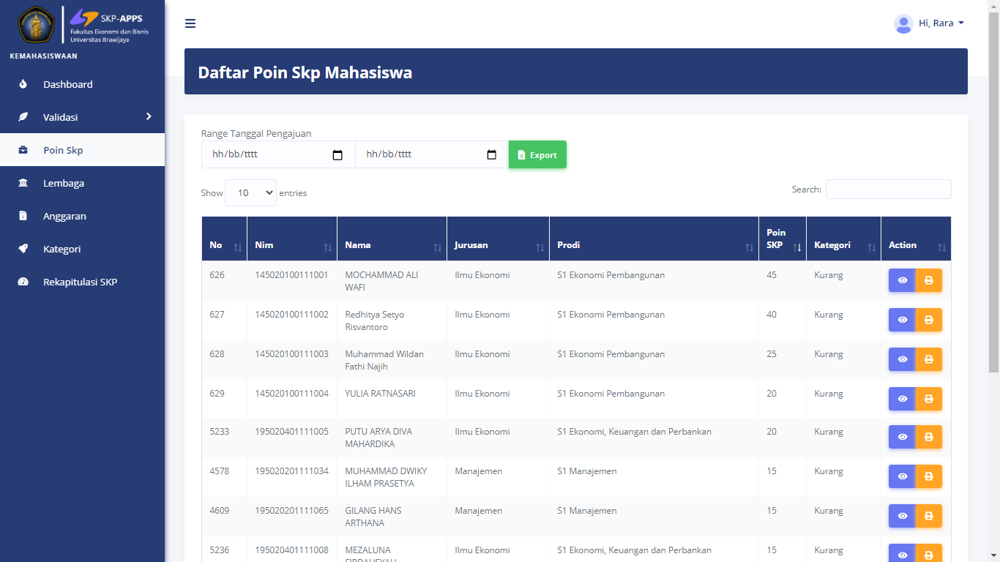 SKP-APPS
Fakultas Ekonomi dan Bisnis
Universitas Brawijaya
KEMAHASISWAAN
Dashboard
Validasi
Poin Skp
Lembaga
Anggaran
Kategori
Rekapitulasi SKP
Hi, Rara
Daftar Poin Skp Mahasiswa
Range Tanggal Pengajuan
hh/bb/tttt hh/bb/tttt Export
Show 10 entries Search:
No Nim Nama Jurusan Prodi Poin SKP Kategori Action
626 145020100111001 MOCHAMMAD ALI WAFI Ilmu Ekonomi S1 Ekonomi Pembangunan 45 Kurang
627 145020100111002 Redhitya Setyo Risvantoro Ilmu Ekonomi S1 Ekonomi Pembangunan 40 Kurang
628 145020100111003 Muhammad Wildan Fathi Najih Ilmu Ekonomi S1 Ekonomi Pembangunan 25 Kurang
629 145020100111004 YULIA RATNASARI Ilmu Ekonomi S1 Ekonomi Pembangunan 20 Kurang
5233 195020401111005 PUTU ARYA DIVA MAHARDIKA Ilmu Ekonomi S1 Ekonomi, Keuangan dan Perbankan 20 Kurang
4578 195020201111034 MUHAMMAD DWIKY ILHAM PRASETYA Manajemen S1 Manajemen 15 Kurang
4609 195020201111065 GILANG HANS ARTHANA Manajemen S1 Manajemen 15 Kurang
5236 195020401111008 MEZALUNA Ilmu Ekonomi S1 Ekonomi, Keuangan dan Perbankan 15 Kurang